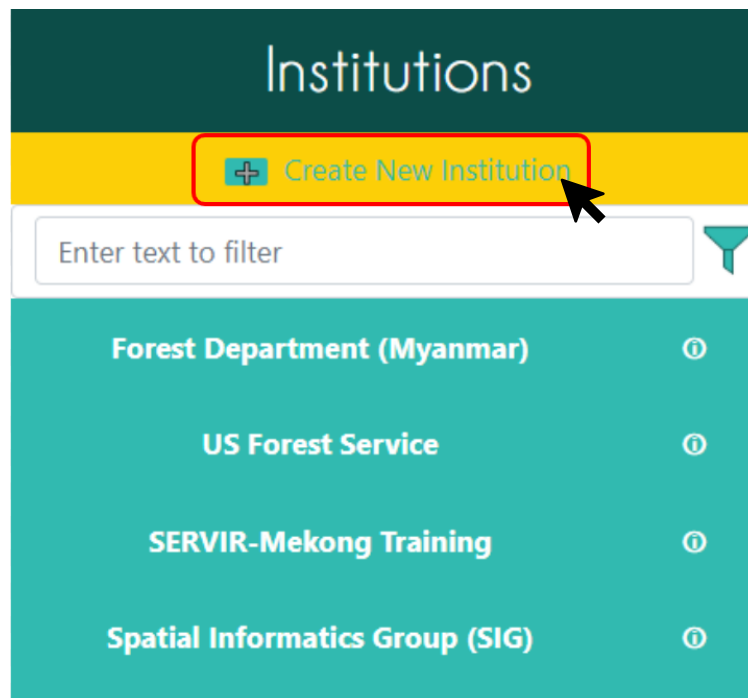 Institutions
Create New Institution
Enter text to filter
Forest Department (Myanmar)
US Forest Service
SERVIR-Mekong Training
Spatial Informatics Group (SIG)